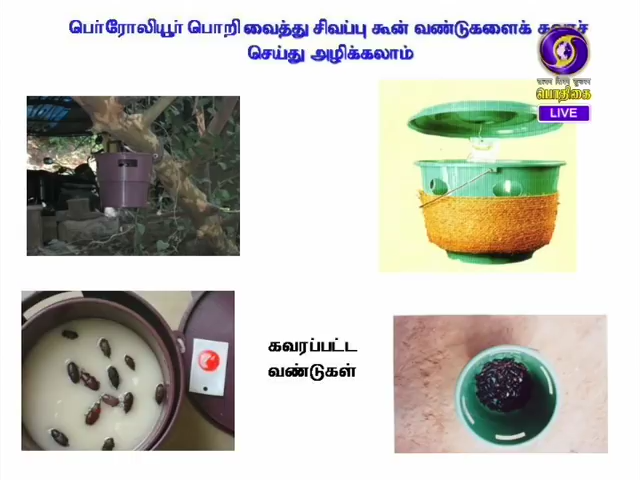 பெர்ரோலியூர் பொறி வைத்து சிவப்பு கூன் வண்டுகளைக்
செய்து அழிக்கலாம்
பொதிகை
LIVE
கவரப்பட்ட
வண்டுகள்